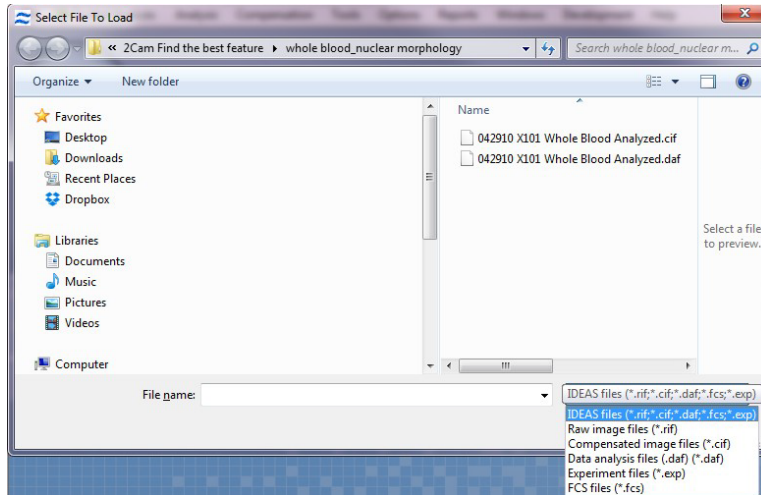 Select File To Load
« 2Cam Find the best feature ▸ whole blood_nuclear morphology
Search whole blood_nuclear m...
Organize
New folder
Favorites
Desktop
Downloads
Recent Places
Dropbox
Libraries
Documents
Music
Pictures
Videos
Computer
Name
042910 X101 Whole Blood Analyzed.cif
042910 X101 Whole Blood Analyzed.daf
Select a file
to preview.
File name:
IDEAS files (*.rif;*.cif;*.daf;*.fcs;*.exp)
IDEAS files (*.rif;*.cif;*.daf;*.fcs;*.exp)
Raw image files (*.rif)
Compensated image files (*.cif)
Data analysis files (.daf) (*.daf)
Experiment files (*.exp)
FCS files (*.fcs)